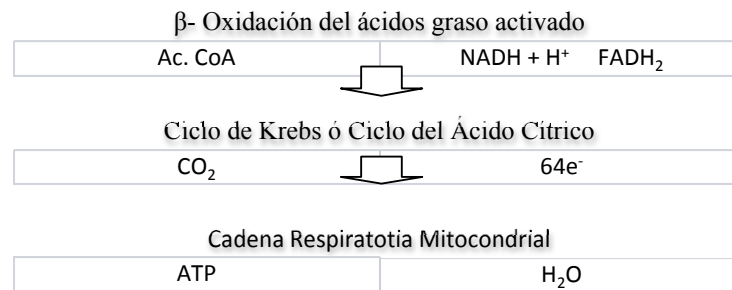 β- Oxidación del ácidos graso activado
Ac. CoA NADH + H⁺ FADH₂
Ciclo de Krebs ó Ciclo del Ácido Cítrico
CO₂ 64e⁻
Cadena Respiratotia Mitocondrial
ATP H₂O